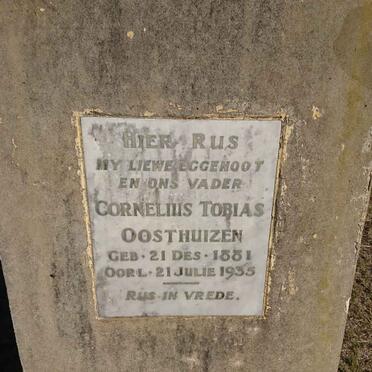 HIER RUS
MY LIEWE EGGENOOT
EN ONS VADER
CORNELIUS TOBIAS
OOSTHUIZEN
GEB · 21 DES · 1881
OORL · 21 JULIE 1935
RUS IN VREDE.